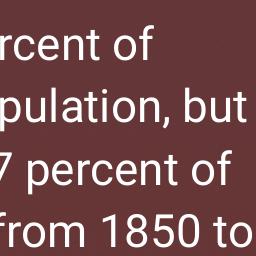 rcent of
pulation, but
7 percent of
from 1850 to